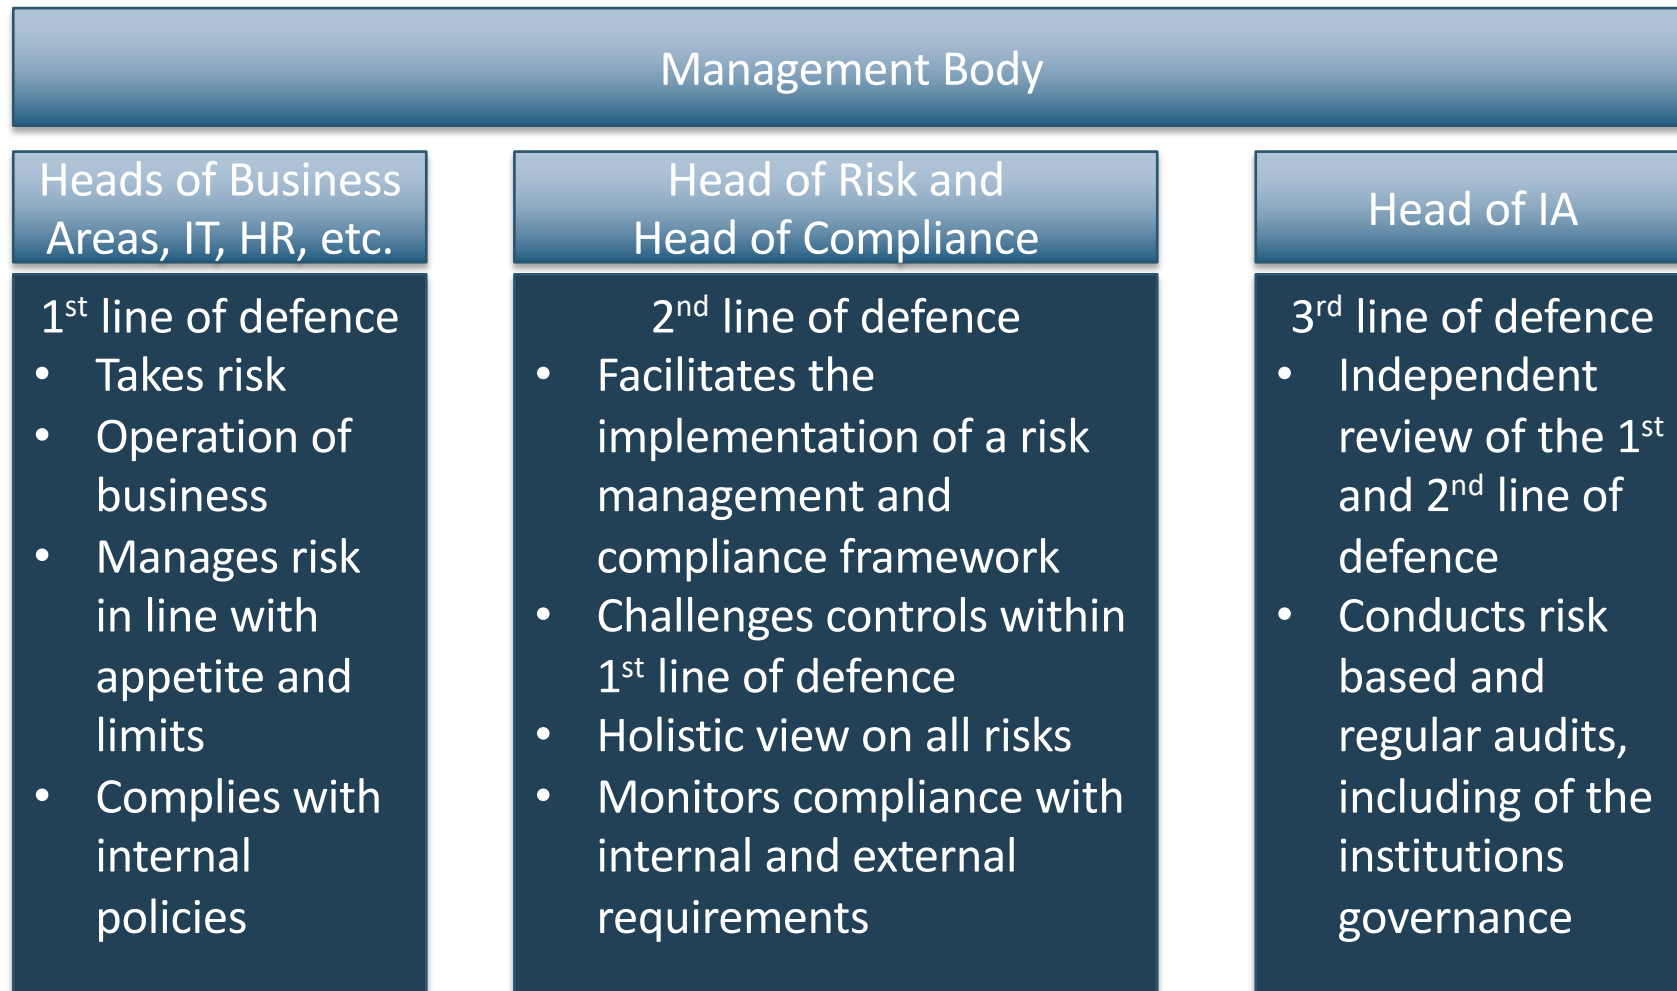 Management Body
Heads of Business
Areas, IT, HR, etc.
1st line of defence
• Takes risk
• Operation of
business
• Manages risk
in line with
appetite and
limits
• Complies with
internal
policies
Head of Risk and
Head of Compliance
2nd line of defence
• Facilitates the
implementation of a risk
management and
compliance framework
• Challenges controls within
1st line of defence
• Holistic view on all risks
• Monitors compliance with
internal and external
requirements
Head of IA
3rd line of defence
• Independent
review of the 1st
and 2nd line of
defence
• Conducts risk
based and
regular audits,
including of the
institutions
governance